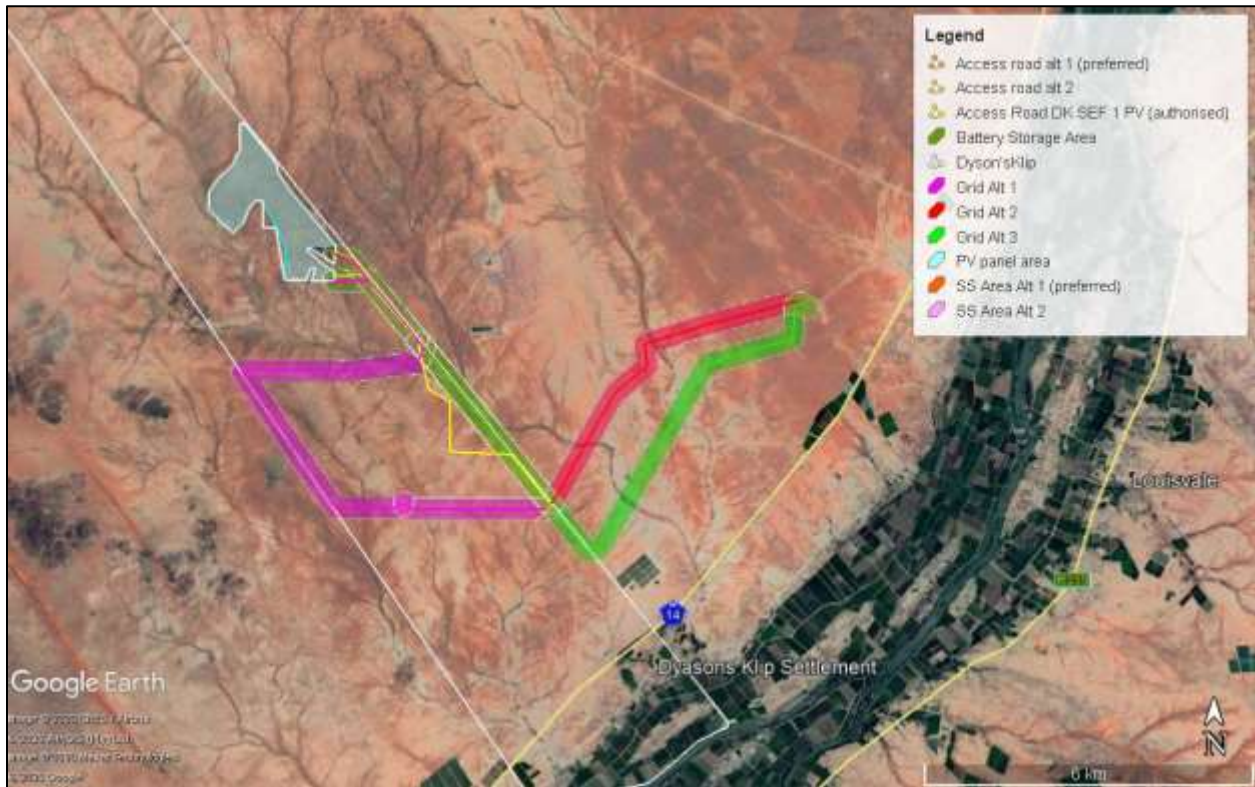 Legend
Access road alt 1 (preferred)
Access road alt 2
Access Road DK SEF 1 PV (authorised)
Battery Storage Area
Dyson'sKlip
Grid Alt 1
Grid Alt 2
Grid Alt 3
PV panel area
SS Area Alt 1 (preferred)
SS Area Alt 2
Louisvale
14
Dyasons Klip Settlement
Google Earth
N
6 km